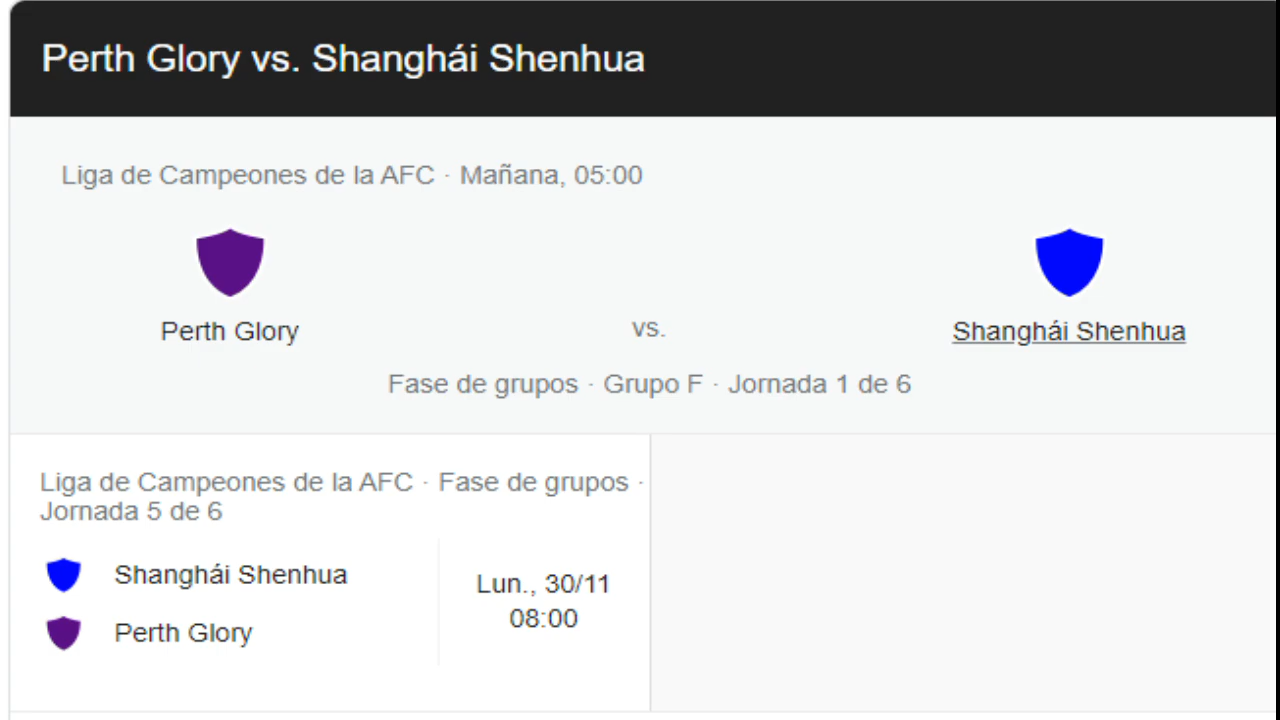 Perth Glory vs. Shanghái Shenhua
Liga de Campeones de la AFC · Mañana, 05:00
Perth Glory
vs.
Shanghái Shenhua
Fase de grupos · Grupo F · Jornada 1 de 6
Liga de Campeones de la AFC · Fase de grupos ·
Jornada 5 de 6
Shanghái Shenhua
Perth Glory
Lun., 30/11
08:00